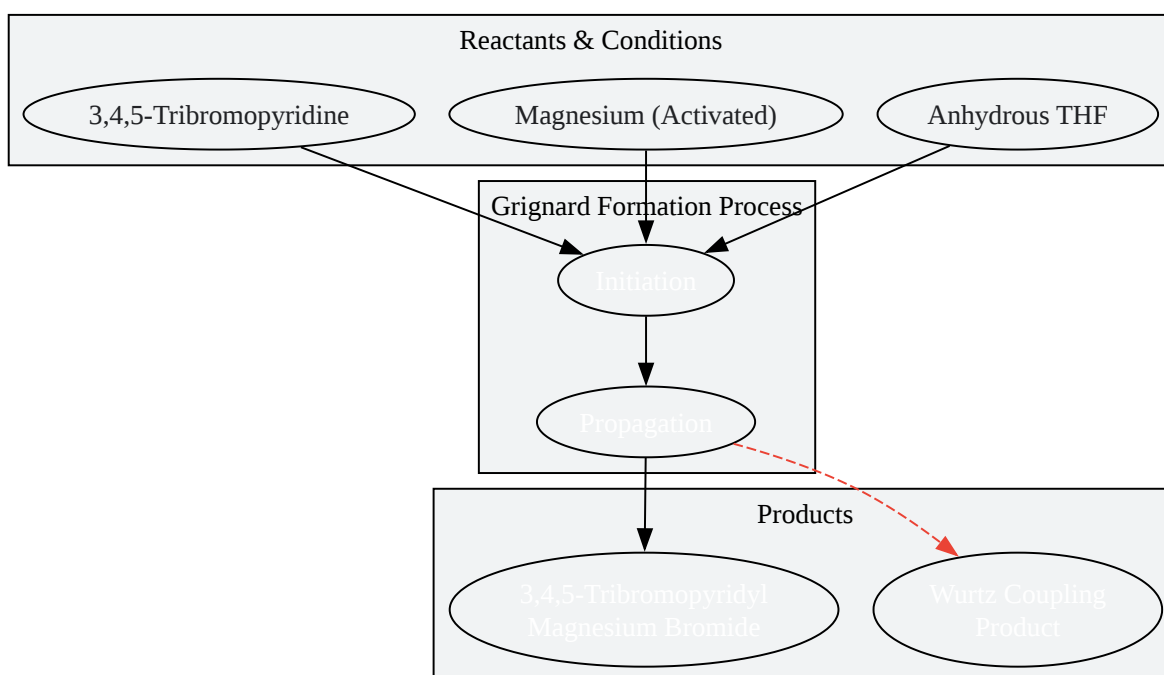 Reactants & Conditions
3,4,5-Tribromopyridine
Magnesium (Activated)
Anhydrous THF
Grignard Formation Process
Initiation
Propagation
Products
3,4,5-Tribromopyridyl
Magnesium Bromide
Wurtz Coupling
Product